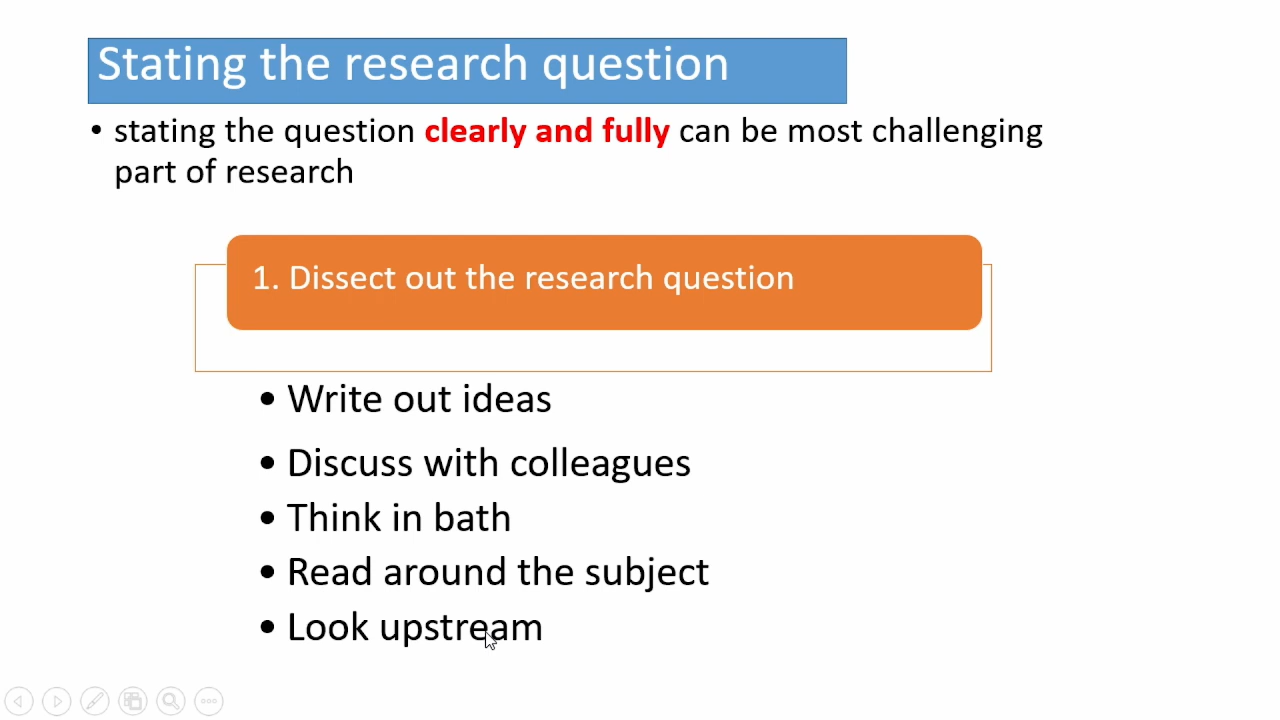 Stating the research question
• stating the question clearly and fully can be most challenging
part of research
1. Dissect out the research question
• Write out ideas
• Discuss with colleagues
• Think in bath
• Read around the subject
• Look upstream